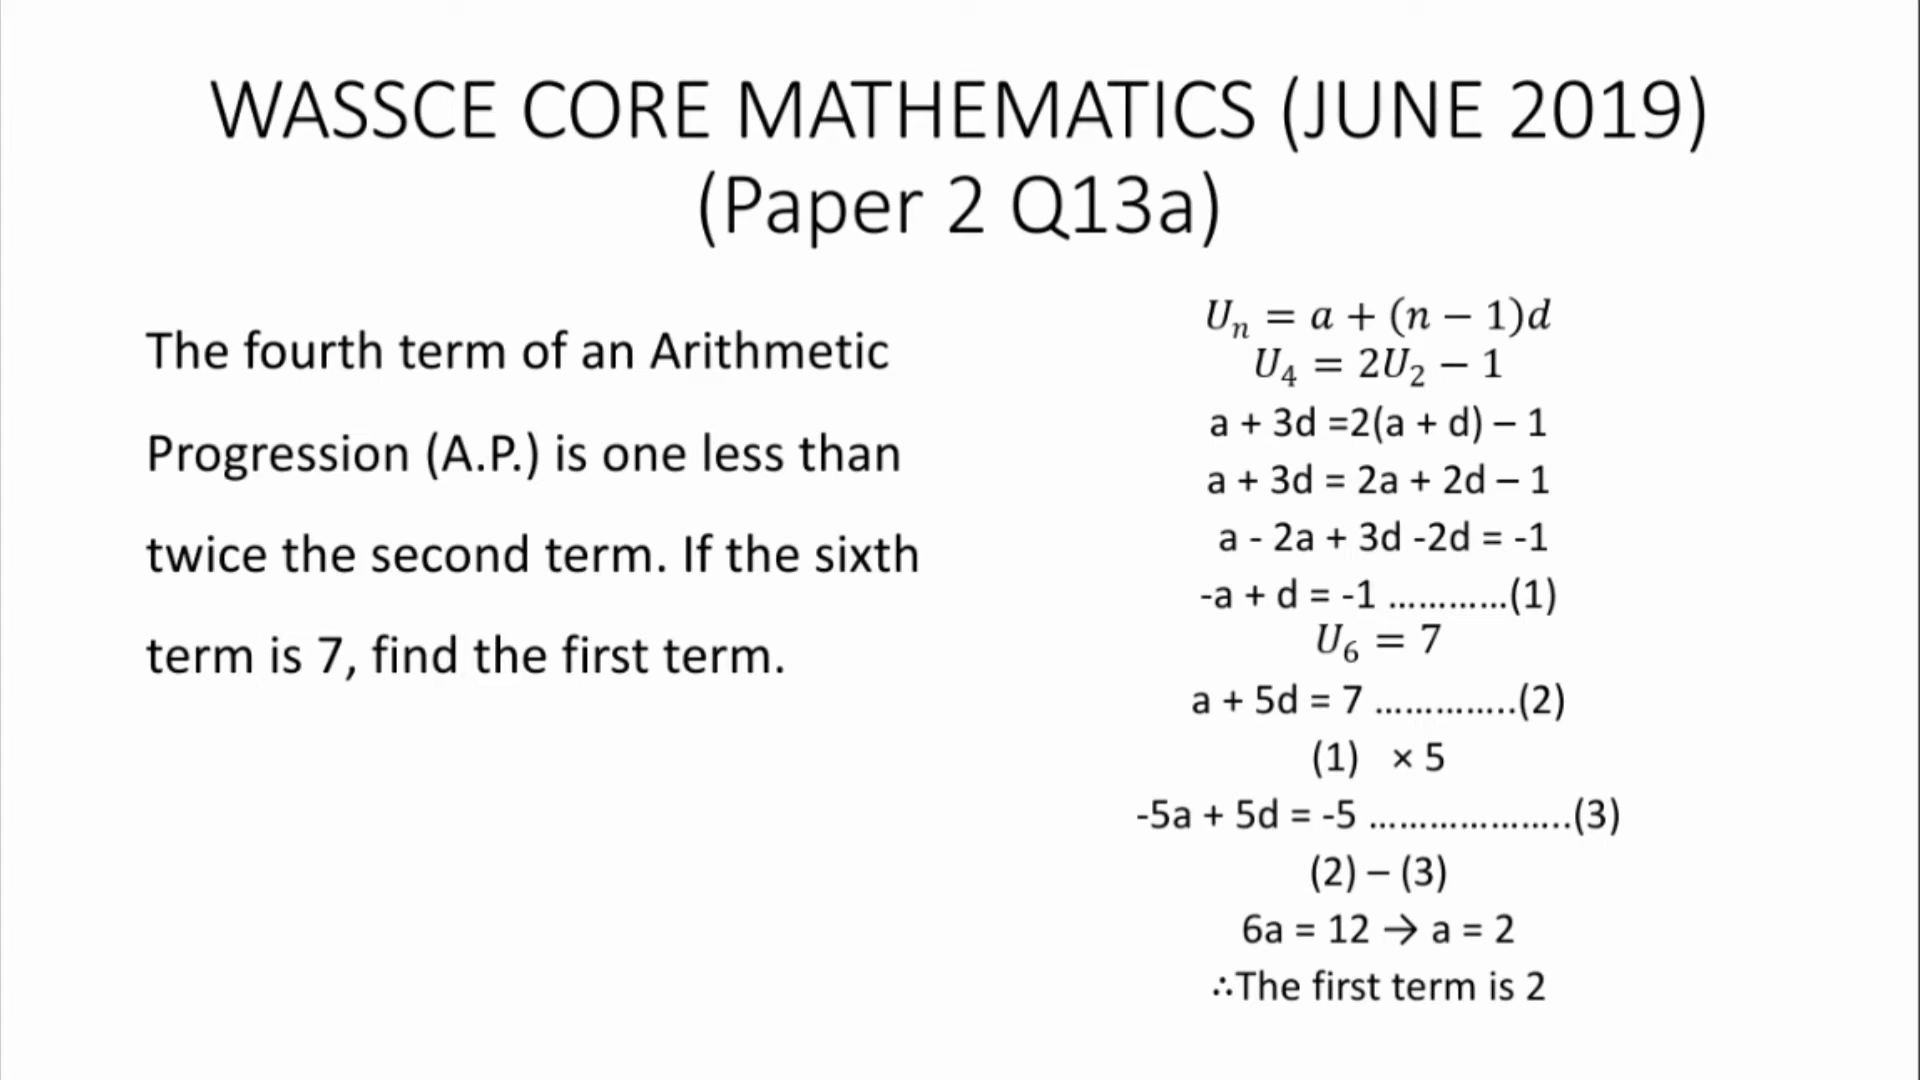 WASSCE CORE MATHEMATICS (JUNE 2019)
(Paper 2 Q13a)
The fourth term of an Arithmetic
Progression (A.P.) is one less than
twice the second term. If the sixth
term is 7, find the first term.
Uₙ = a + (n − 1)d
U₄ = 2U₂ − 1
a + 3d =2(a + d) – 1
a + 3d = 2a + 2d – 1
a - 2a + 3d -2d = -1
-a + d = -1 …………(1)
U₆ = 7
a + 5d = 7 …………..(2)
(1) × 5
-5a + 5d = -5 ………………..(3)
(2) – (3)
6a = 12 → a = 2
∴The first term is 2